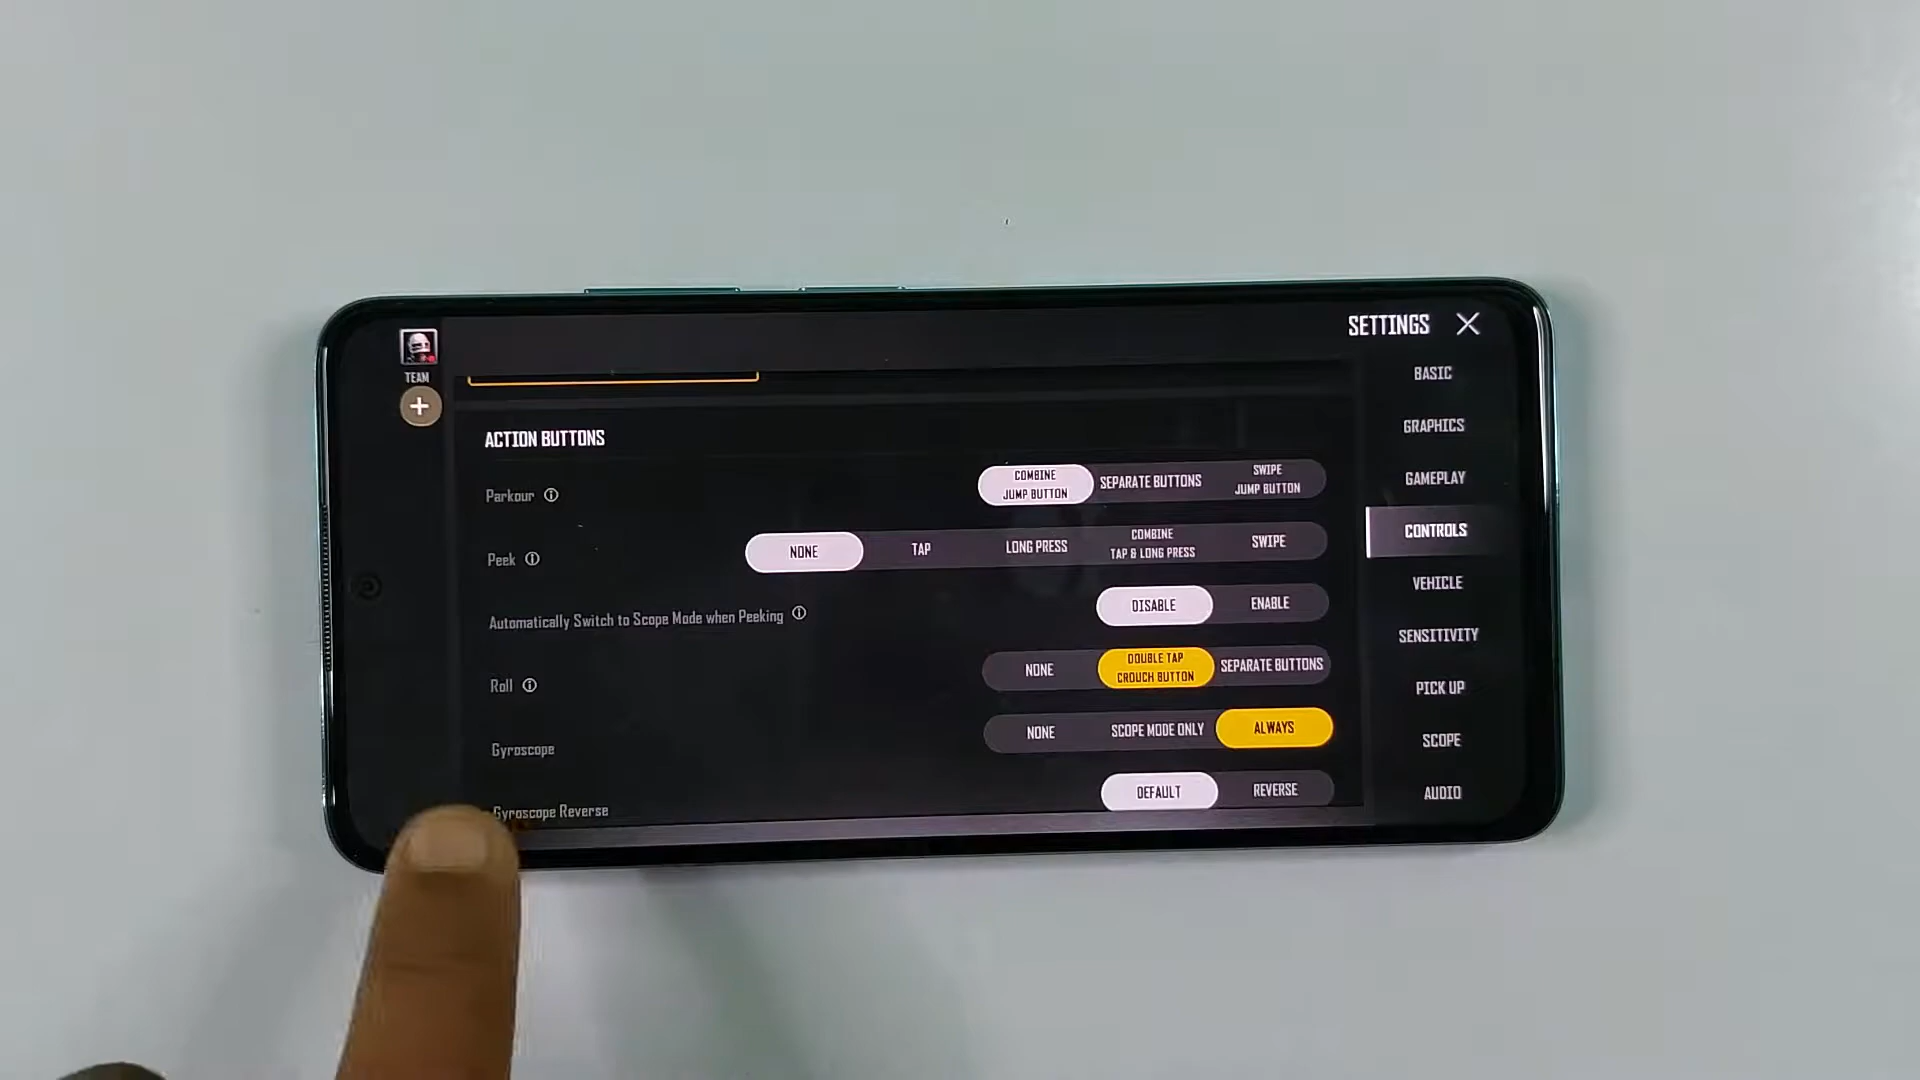 SETTINGS
TEAM
BASIC
GRAPHICS
GAMEPLAY
CONTROLS
VEHICLE
SENSITIVITY
PICK UP
SCOPE
AUDIO
ACTION BUTTONS
Parkour
COMBINE
JUMP BUTTON
SEPARATE BUTTONS
SWIPE
JUMP BUTTON
Peek
NONE
TAP
LONG PRESS
COMBINE
TAP & LONG PRESS
SWIPE
Automatically Switch to Scope Mode when Peeking
DISABLE
ENABLE
Roll
NONE
DOUBLE TAP
CROUCH BUTTON
SEPARATE BUTTONS
Gyroscope
NONE
SCOPE MODE ONLY
ALWAYS
Gyroscope Reverse
DEFAULT
REVERSE